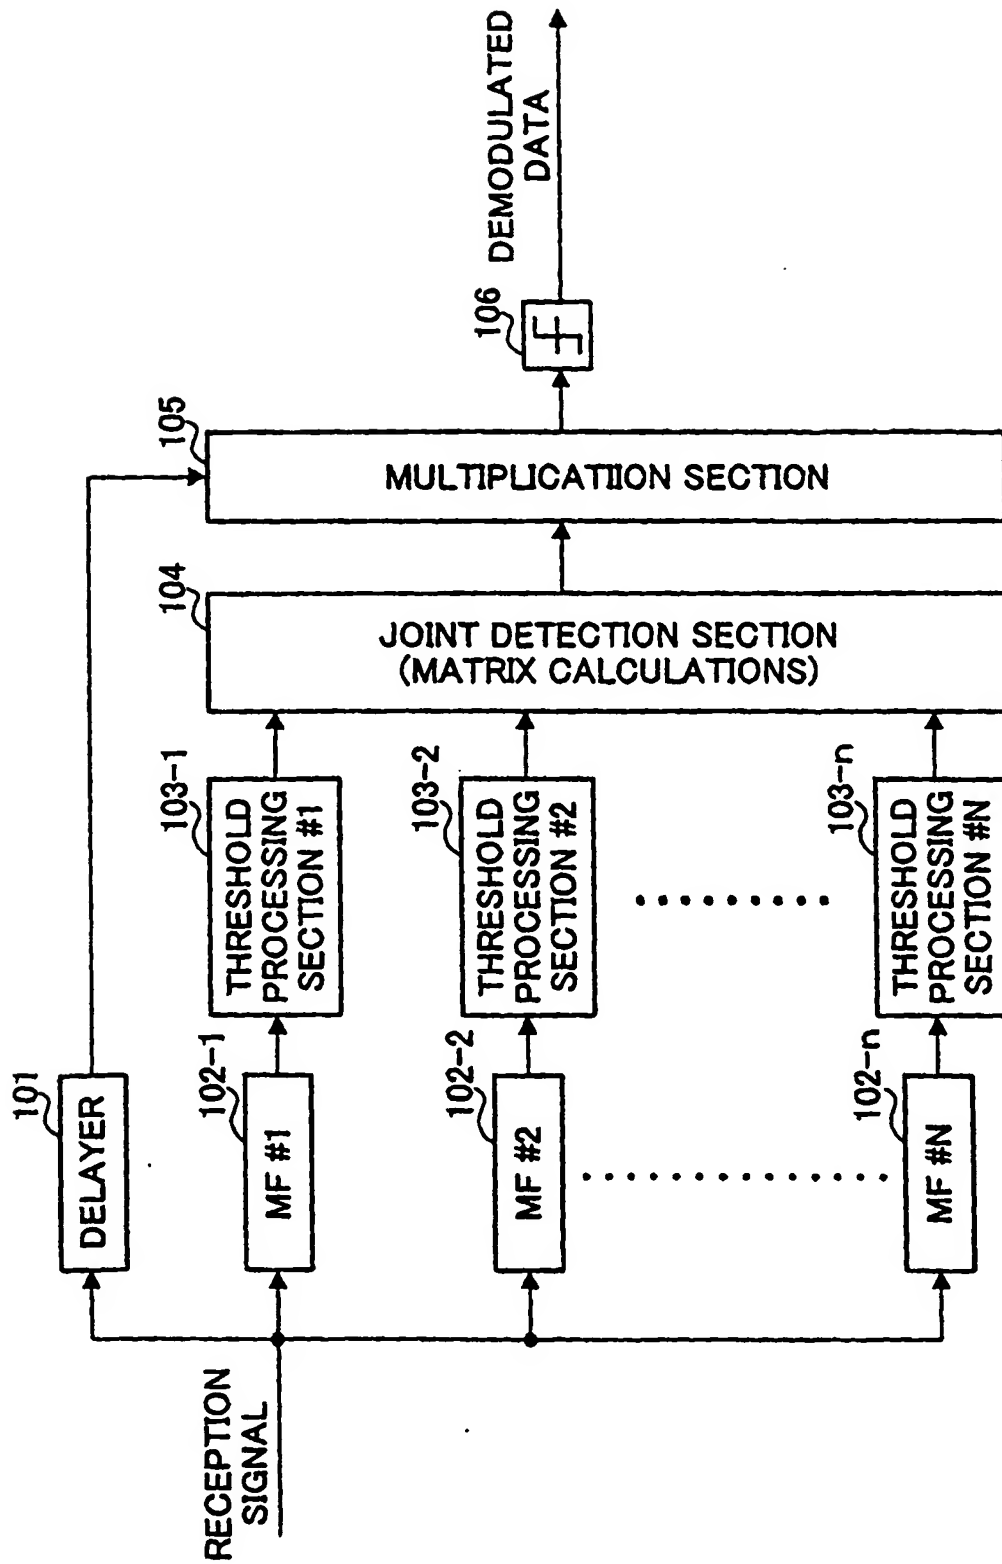 RECEPTION
SIGNAL
101
DELAYER
102-1
MF #1
102-2
MF #2
102-n
MF #N
103-1
THRESHOLD
PROCESSING
SECTION #1
103-2
THRESHOLD
PROCESSING
SECTION #2
103-n
THRESHOLD
PROCESSING
SECTION #N
104
JOINT DETECTION SECTION
(MATRIX CALCULATIONS)
105
MULTIPLICATIION SECTION
106
DEMODULATED
DATA